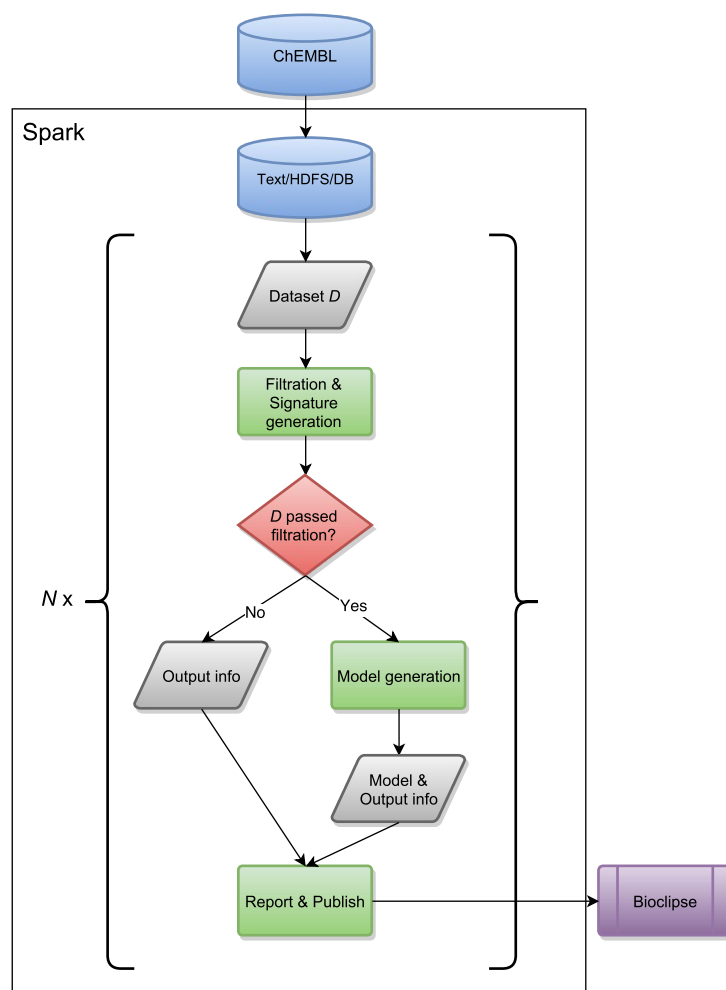 ChEMBL
Spark
Text/HDFS/DB
Dataset D
Filtration &
Signature
generation
D passed
filtration?
N x
No
Yes
Output info
Model generation
Model &
Output info
Report & Publish
Bioclipse